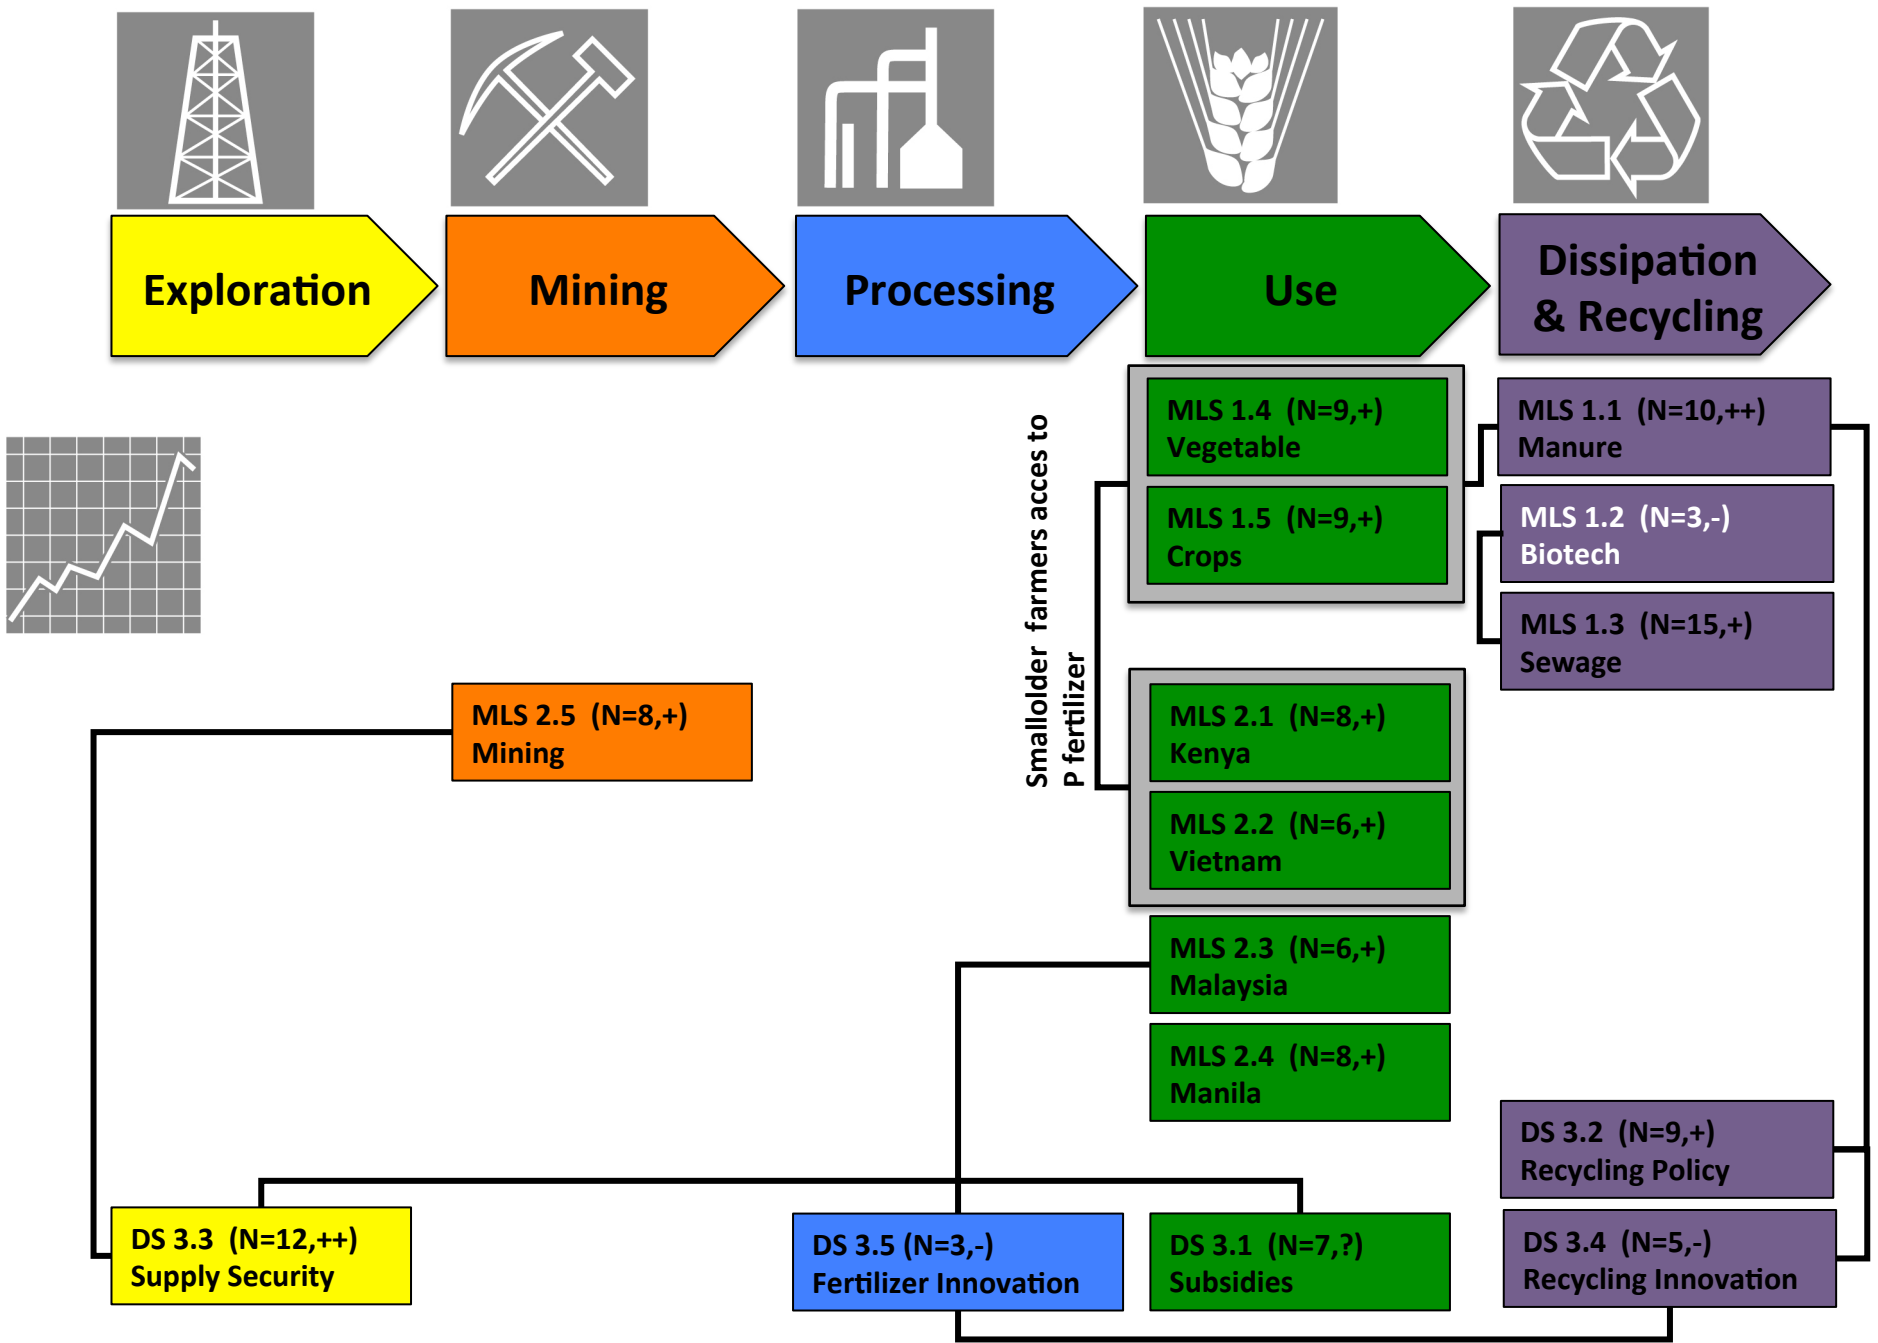 Exploration
Mining
Processing
Use
Dissipation
& Recycling
Smallolder farmers acces to
P fertilizer
MLS 1.4 (N=9,+)
Vegetable
MLS 1.5 (N=9,+)
Crops
MLS 1.1 (N=10,++)
Manure
MLS 1.2 (N=3,-)
Biotech
MLS 1.3 (N=15,+)
Sewage
MLS 2.5 (N=8,+)
Mining
MLS 2.1 (N=8,+)
Kenya
MLS 2.2 (N=6,+)
Vietnam
MLS 2.3 (N=6,+)
Malaysia
MLS 2.4 (N=8,+)
Manila
DS 3.2 (N=9,+)
Recycling Policy
DS 3.3 (N=12,++)
Supply Security
DS 3.5 (N=3,-)
Fertilizer Innovation
DS 3.1 (N=7,?)
Subsidies
DS 3.4 (N=5,-)
Recycling Innovation